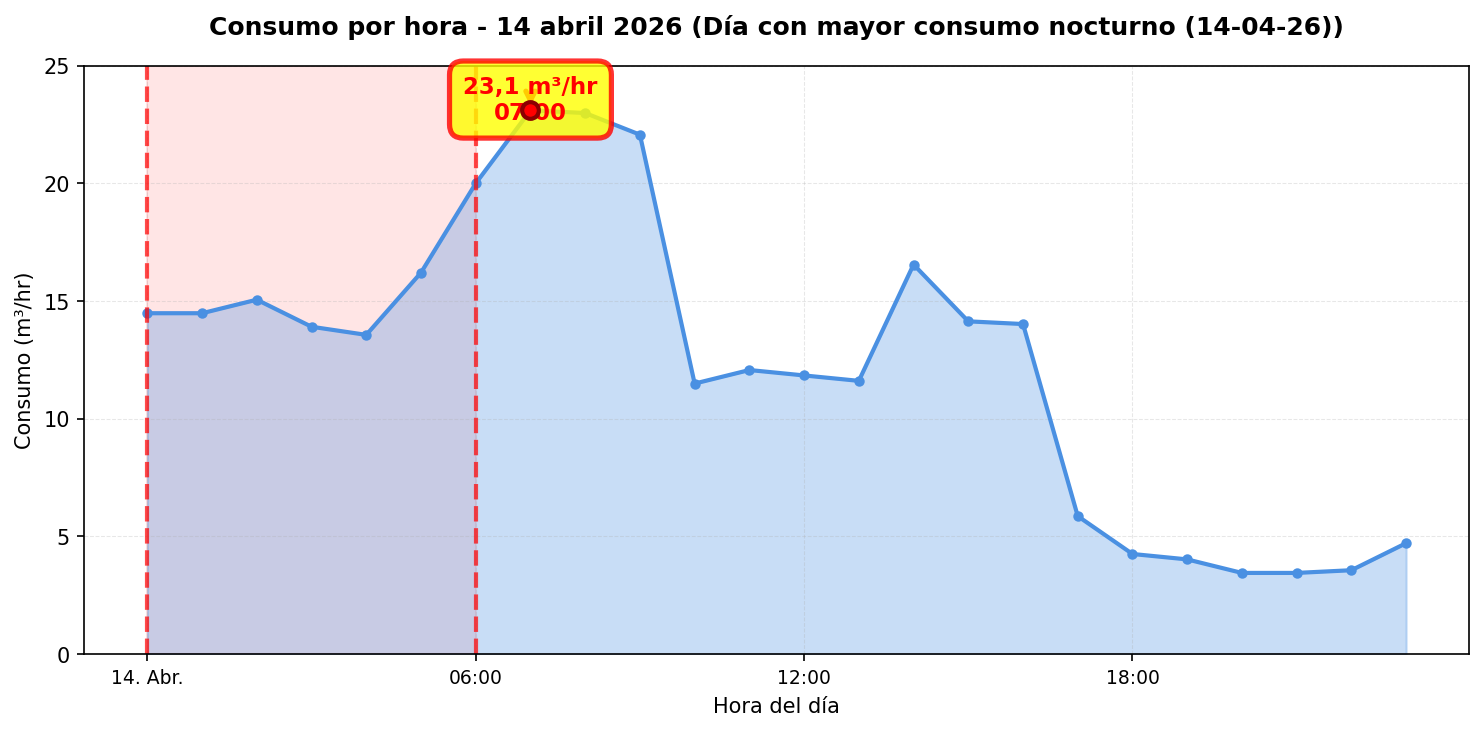 Consumo por hora - 14 abril 2026 (Día con mayor consumo nocturno (14-04-26))
23,1 m³/hr
07:00
Consumo (m³/hr)
25
20
15
10
5
0
14. Abr.
06:00
12:00
18:00
Hora del día